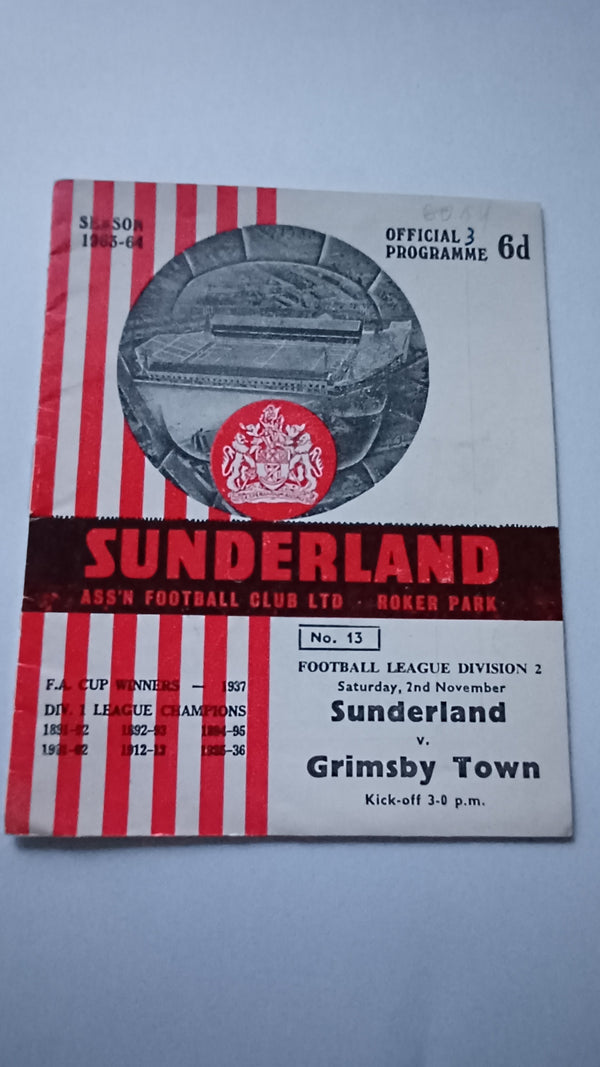 SEASON
1963-64
OFFICIAL 3
PROGRAMME 6d
SUNDERLAND
ASS'N FOOTBALL CLUB LTD · ROKER PARK
No. 13
FOOTBALL LEAGUE DIVISION 2
Saturday, 2nd November
Sunderland
v.
Grimsby Town
Kick-off 3-0 p.m.
F.A. CUP WINNERS — 1937
DIV. 1 LEAGUE CHAMPIONS
1891-92 1892-93 1894-95
1901-02 1912-13 1935-36